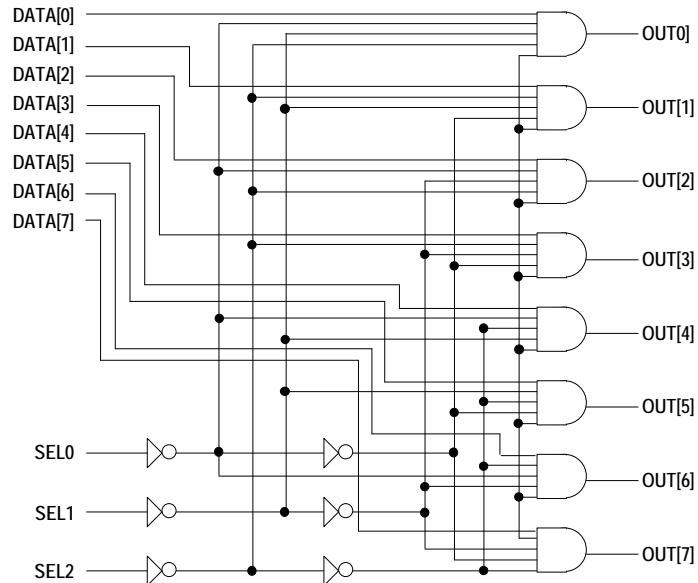 DATA[0]
DATA[1]
DATA[2]
DATA[3]
DATA[4]
DATA[5]
DATA[6]
DATA[7]
SEL0
SEL1
SEL2
OUT0]
OUT[1]
OUT[2]
OUT[3]
OUT[4]
OUT[5]
OUT[6]
OUT[7]